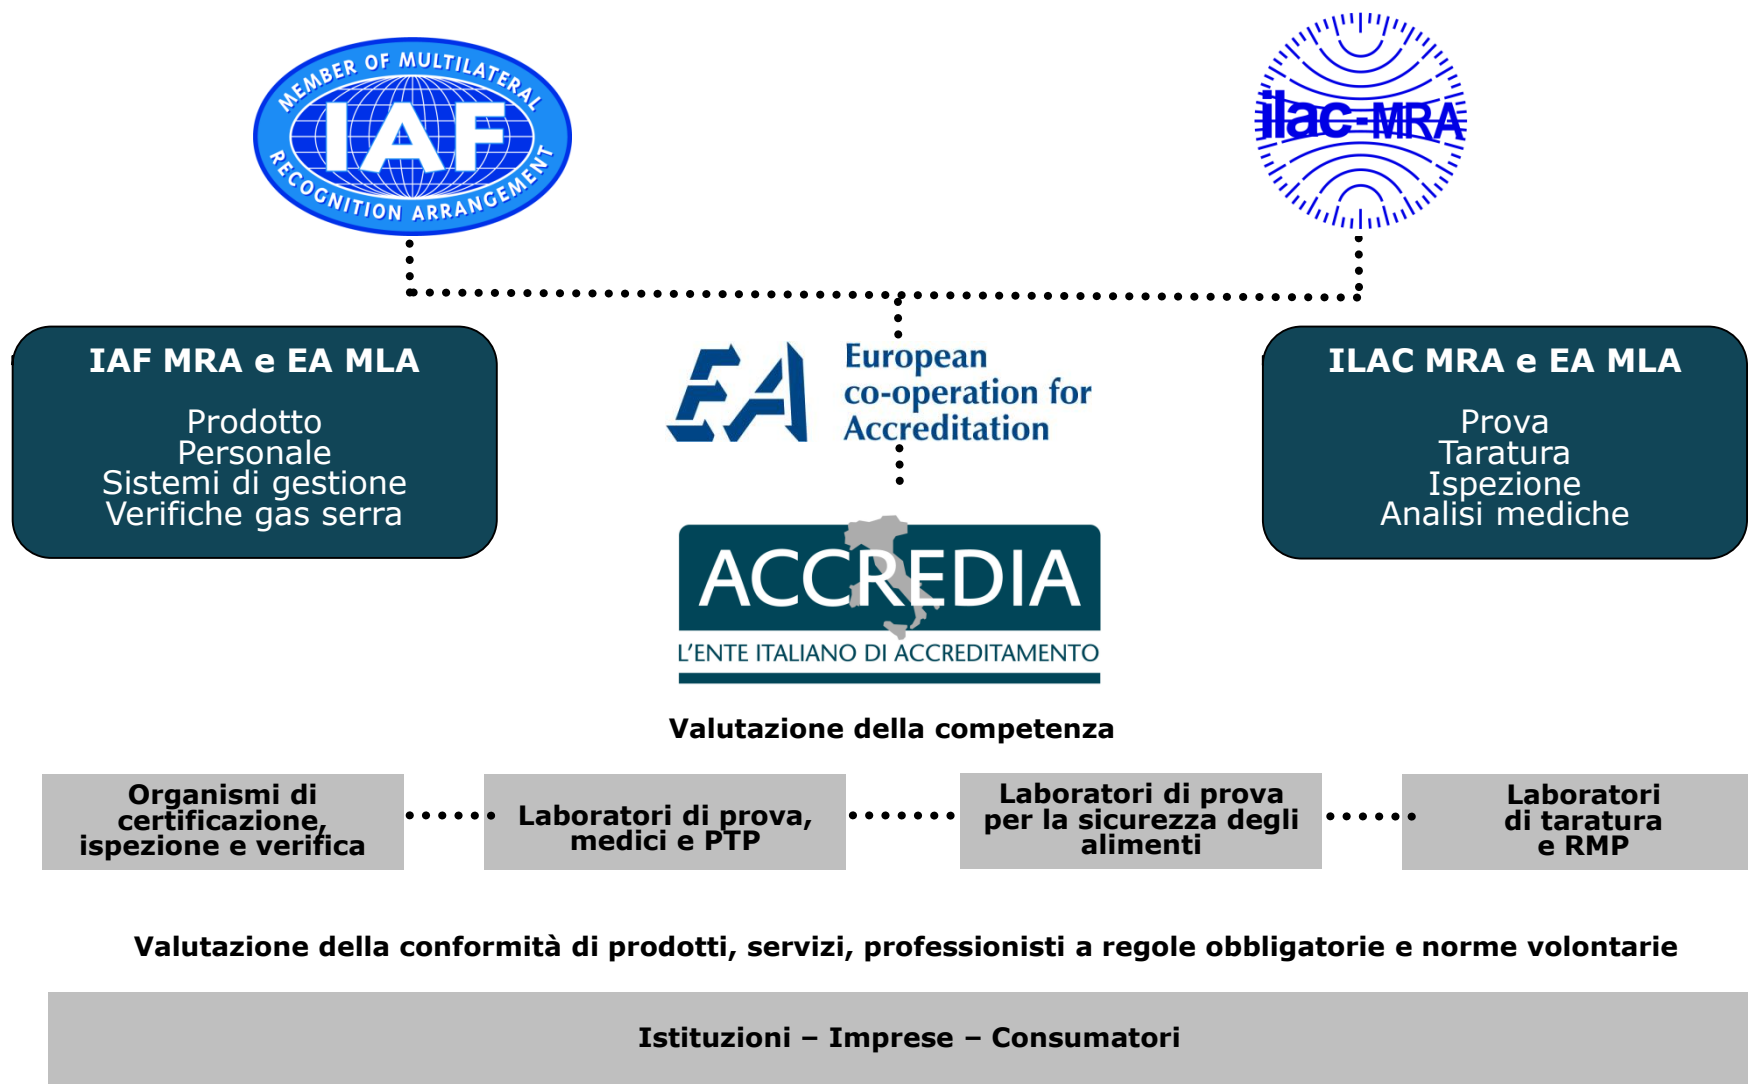 MEMBER OF MULTILATERAL
IAF
RECOGNITION ARRANGEMENT
ilac-MRA
IAF MRA e EA MLA
Prodotto
Personale
Sistemi di gestione
Verifiche gas serra
EA
European
co-operation for
Accreditation
ILAC MRA e EA MLA
Prova
Taratura
Ispezione
Analisi mediche
ACCREDIA
L'ENTE ITALIANO DI ACCREDITAMENTO
Valutazione della competenza
Organismi di
certificazione,
ispezione e verifica
Laboratori di prova,
medici e PTP
Laboratori di prova
per la sicurezza degli
alimenti
Laboratori
di taratura
e RMP
Valutazione della conformità di prodotti, servizi, professionisti a regole obbligatorie e norme volontarie
Istituzioni – Imprese – Consumatori